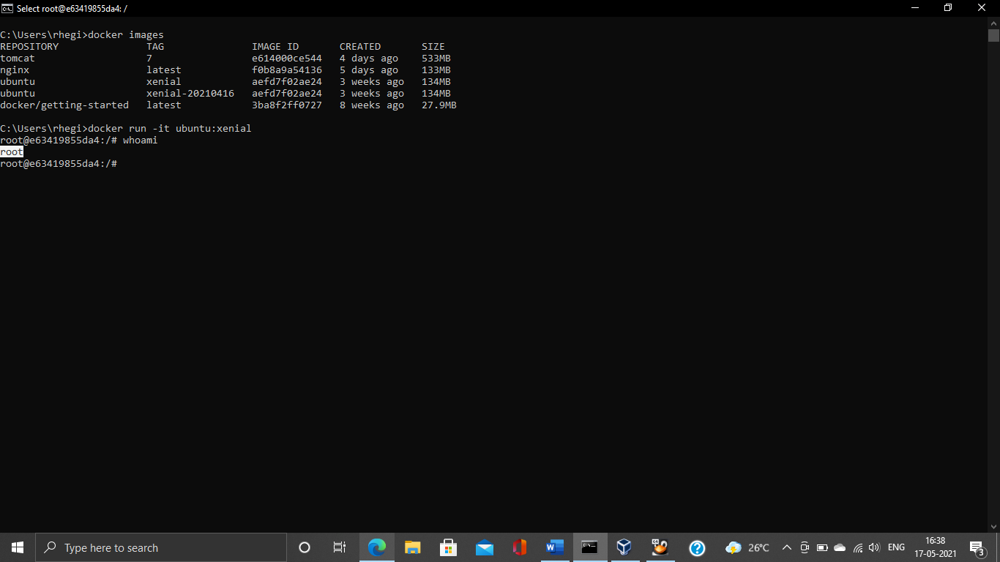 Select root@e63419855da4: /
C:\Users\rhegi>docker images
REPOSITORY TAG IMAGE ID CREATED SIZE
tomcat 7 e614000ce544 4 days ago 533MB
nginx latest f0b8a9a54136 5 days ago 133MB
ubuntu xenial aefd7f02ae24 3 weeks ago 134MB
ubuntu xenial-20210416 aefd7f02ae24 3 weeks ago 134MB
docker/getting-started latest 3ba8f2ff0727 8 weeks ago 27.9MB
C:\Users\rhegi>docker run -it ubuntu:xenial
root@e63419855da4:/# whoami
root
root@e63419855da4:/#
Type here to search
26°C
ENG
16:38
17-05-2021
3